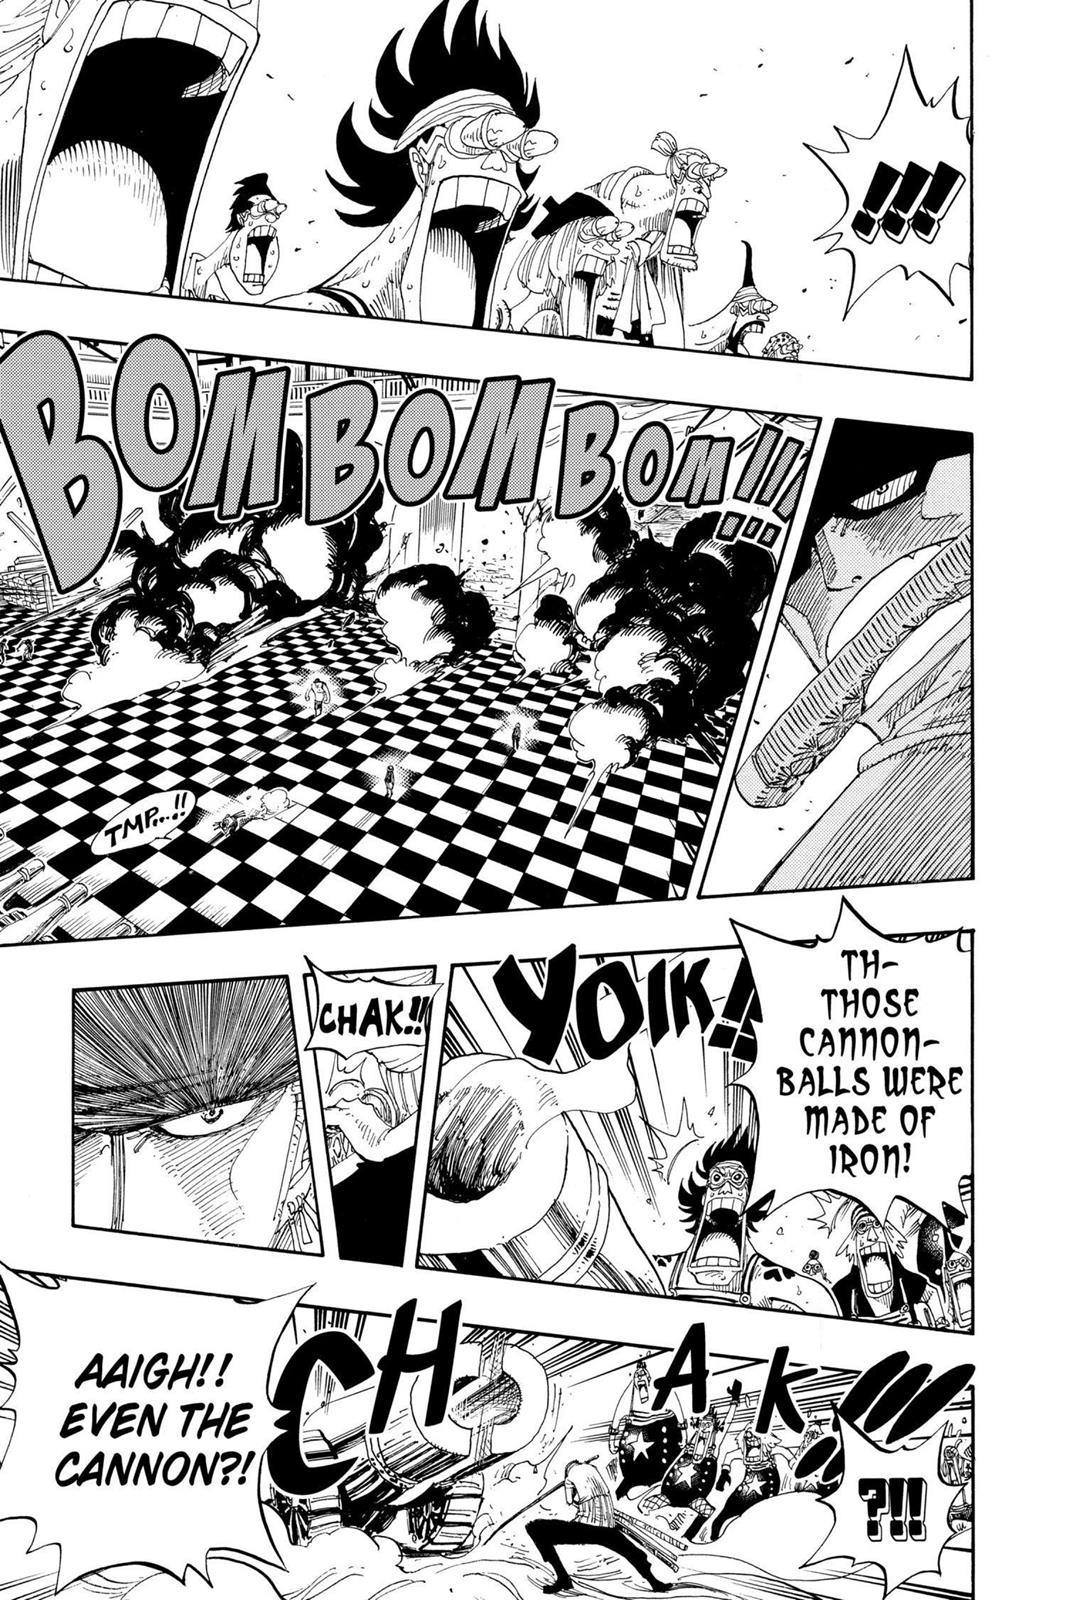 !!!
BOM BOM BOM!!!
TMP...!!
TH-
THOSE
CANNON-
BALLS WERE
MADE OF
IRON!
YOIK!!
CHAK!!
CHAK!!!
?!!
AAIGH!!
EVEN THE
CANNON?!